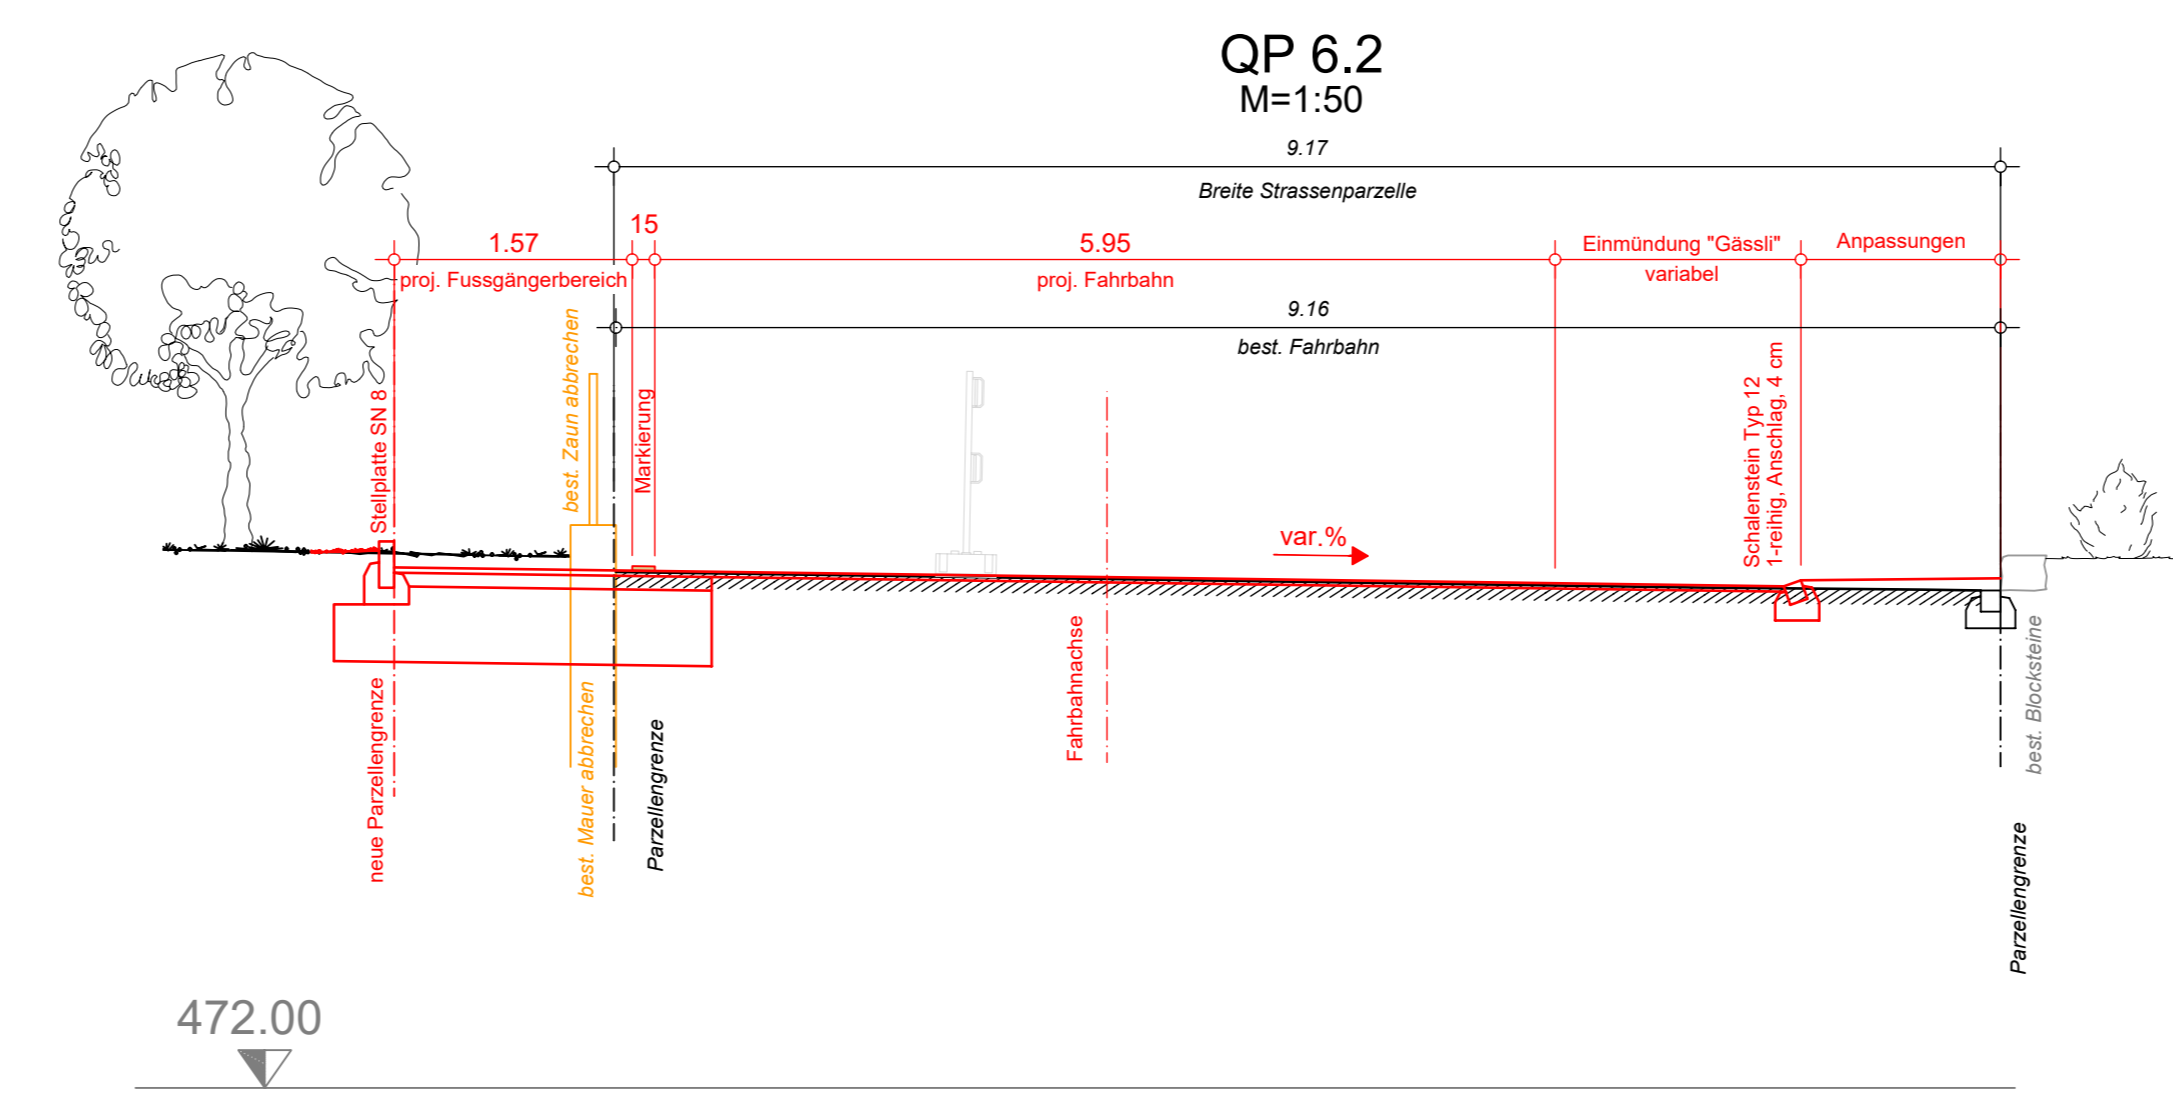 QP 6.2
M=1:50
9.17
Breite Strassenparzelle
15
1.57
5.95
Einmündung "Gässli"
Anpassungen
proj. Fussgängerbereich
proj. Fahrbahn
variabel
9.16
best. Fahrbahn
Stellplatte SN 8
best. Zaun abbrechen
Markierung
var.%
Schalenstein Typ 12
1-reihig, Anschlag, 4 cm
neue Parzellengrenze
best. Mauer abbrechen
Parzellengrenze
Fahrbahnachse
best. Blocksteine
Parzellengrenze
472.00